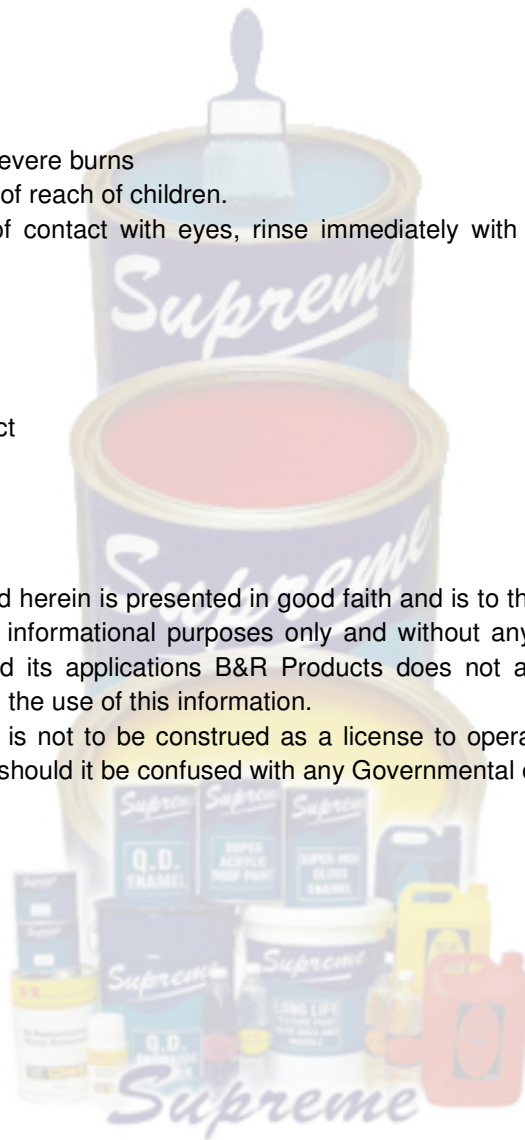 evere burns
of reach of children.
of contact with eyes, rinse immediately with
Supreme
ct
Supreme
d herein is presented in good faith and is to th
informational purposes only and without any
d its applications B&R Products does not a
the use of this information.
is not to be construed as a license to opera
should it be confused with any Governmental
Supreme
Supreme
Supreme
Q.D.
ENAMEL
SUPER
ACRYLIC
ROOF PAINT
SUPER HIGH
GLOSS
ENAMEL
Supreme
Supreme
LONG LIFE
Q.D.
Supreme